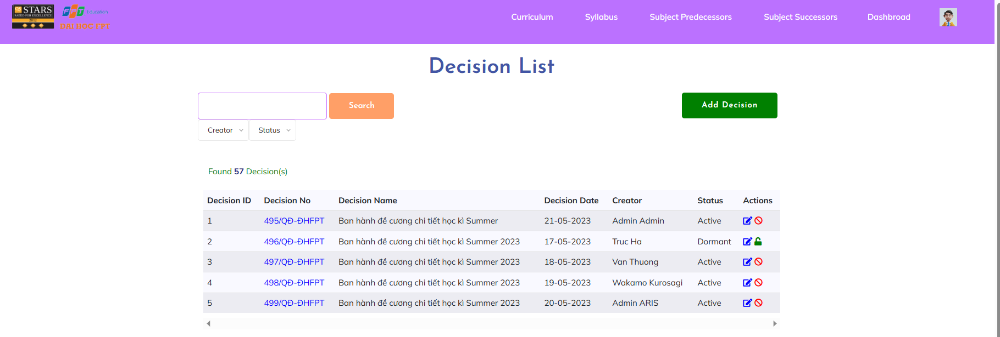 QS STARS
RATED FOR EXCELLENCE
2012
FPT Education
ĐẠI HỌC FPT
Curriculum Syllabus Subject Predecessors Subject Successors Dashbroad
Decision List
Search
Add Decision
Creator Status
Found 57 Decision(s)
Decision ID Decision No Decision Name Decision Date Creator Status Actions
1 495/QĐ-ĐHFPT Ban hành đề cương chi tiết học kì Summer 21-05-2023 Admin Admin Active
2 496/QĐ-ĐHFPT Ban hành đề cương chi tiết học kì Summer 2023 17-05-2023 Truc Ha Dormant
3 497/QĐ-ĐHFPT Ban hành đề cương chi tiết học kì Summer 2023 18-05-2023 Van Thuong Active
4 498/QĐ-ĐHFPT Ban hành đề cương chi tiết học kì Summer 2023 19-05-2023 Wakamo Kurosagi Active
5 499/QĐ-ĐHFPT Ban hành đề cương chi tiết học kì Summer 2023 20-05-2023 Admin ARIS Active